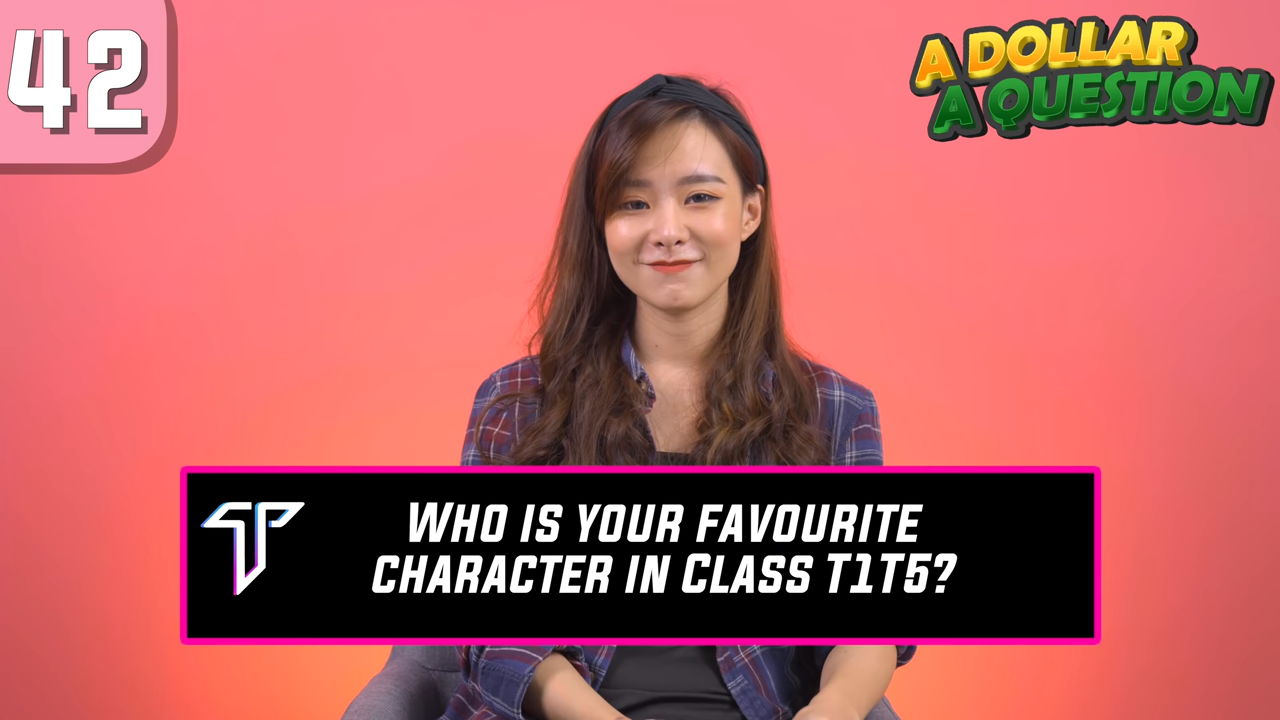 42
A DOLLAR
A QUESTION
WHO IS YOUR FAVOURITE
CHARACTER IN CLASS T1T5?